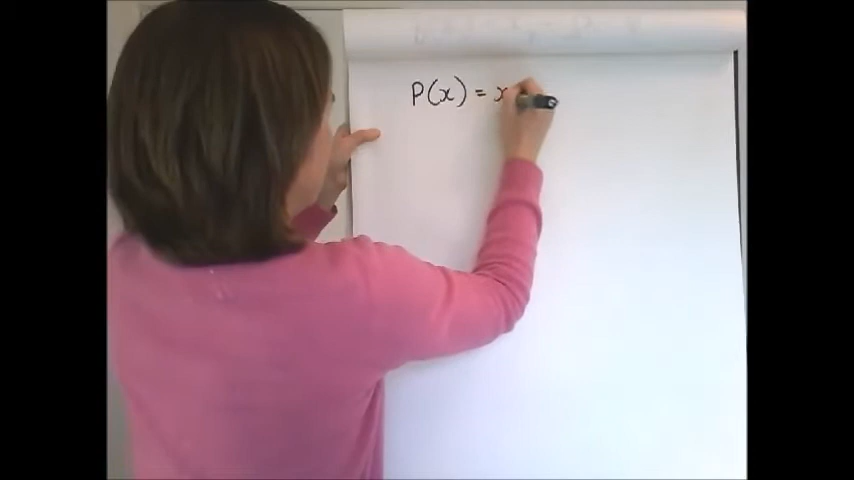 P(x) = x